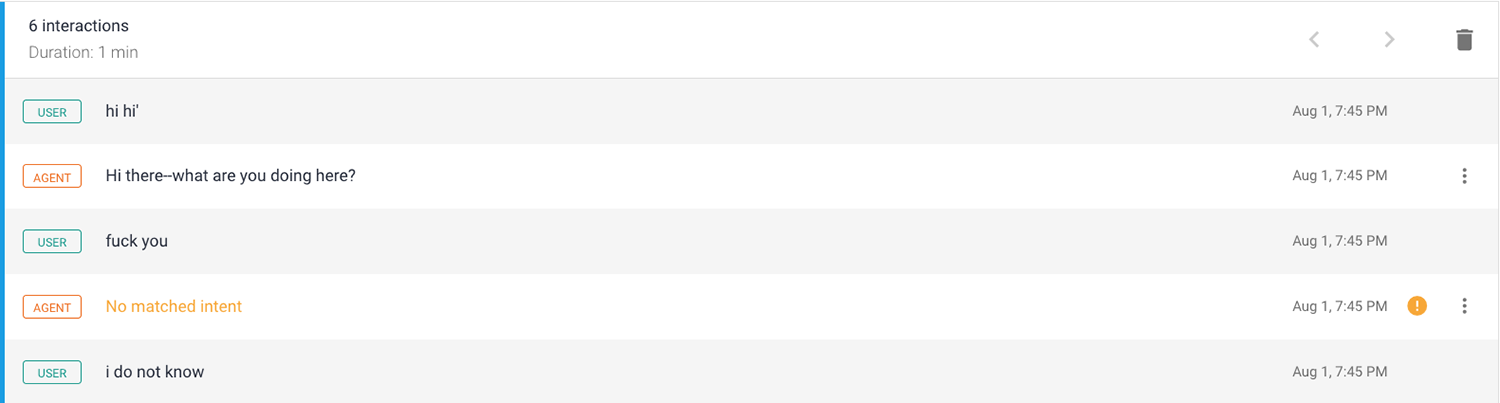 6 interactions
Duration: 1 min
USER hi hi' Aug 1, 7:45 PM
AGENT Hi there--what are you doing here? Aug 1, 7:45 PM
USER fuck you Aug 1, 7:45 PM
AGENT No matched intent Aug 1, 7:45 PM
USER i do not know Aug 1, 7:45 PM